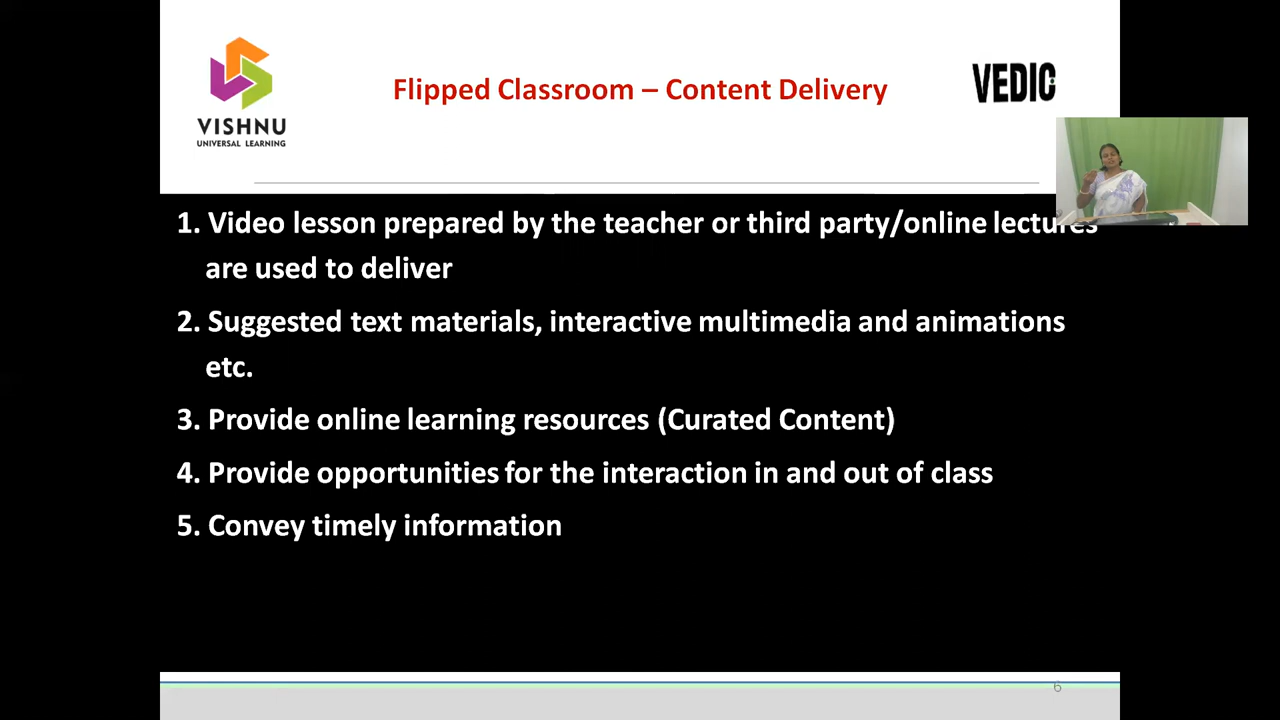 VISHNU
UNIVERSAL LEARNING
Flipped Classroom – Content Delivery
VEDIC
1. Video lesson prepared by the teacher or third party/online lectures
are used to deliver
2. Suggested text materials, interactive multimedia and animations
etc.
3. Provide online learning resources (Curated Content)
4. Provide opportunities for the interaction in and out of class
5. Convey timely information
6